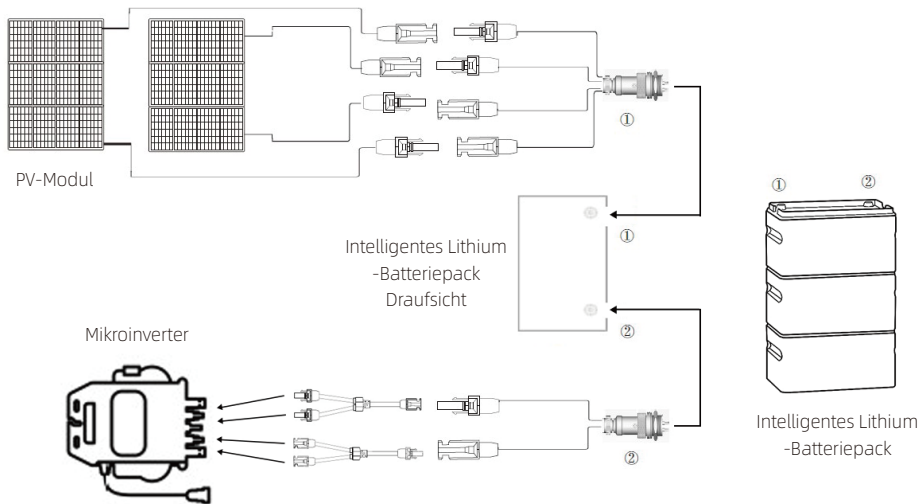 ①
PV-Modul
①
②
①
Intelligentes Lithium
-Batteriepack
Draufsicht
②
Mikroinverter
②
Intelligentes Lithium
-Batteriepack